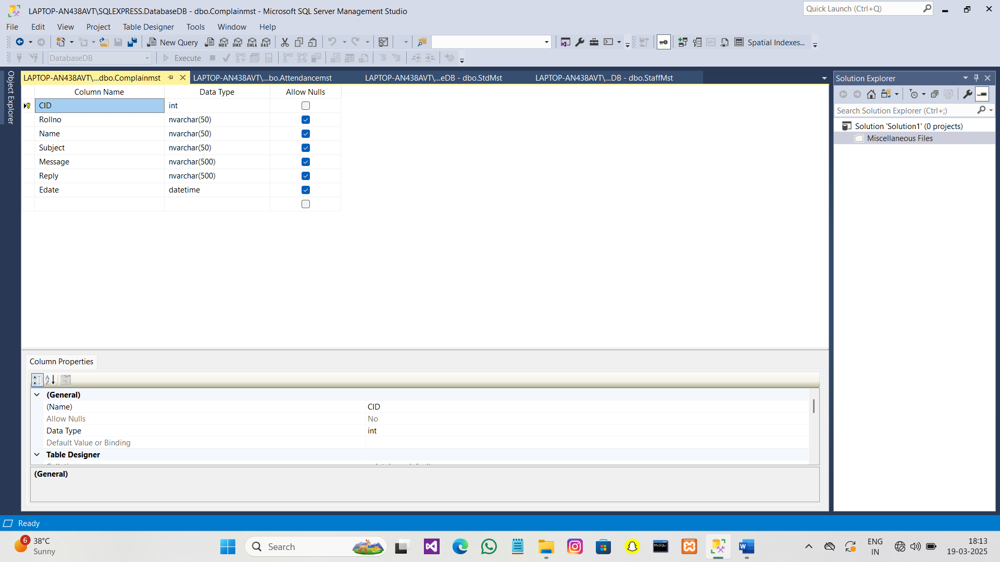 LAPTOP-AN438AVT\SQLEXPRESS.DatabaseDB - dbo.Complainmst - Microsoft SQL Server Management Studio
Quick Launch (Ctrl+Q)
File Edit View Project Table Designer Tools Window Help
New Query MDX DMX XMLA DAX Spatial Indexes...
DatabaseDB Execute
Object Explorer
LAPTOP-AN438AVT\...dbo.Complainmst LAPTOP-AN438AVT\...bo.Attendancemst LAPTOP-AN438AVT\...eDB - dbo.StdMst LAPTOP-AN438AVT\...DB - dbo.StaffMst
Column Name Data Type Allow Nulls
CID int
Rollno nvarchar(50)
Name nvarchar(50)
Subject nvarchar(50)
Message nvarchar(500)
Reply nvarchar(500)
Edate datetime
Solution Explorer
Search Solution Explorer (Ctrl+;)
Solution 'Solution1' (0 projects)
Miscellaneous Files
Column Properties
(General)
(Name) CID
Allow Nulls No
Data Type int
Default Value or Binding
Table Designer
(General)
Ready
6 38°C
Sunny
Search
ENG
IN
18:13
19-03-2025